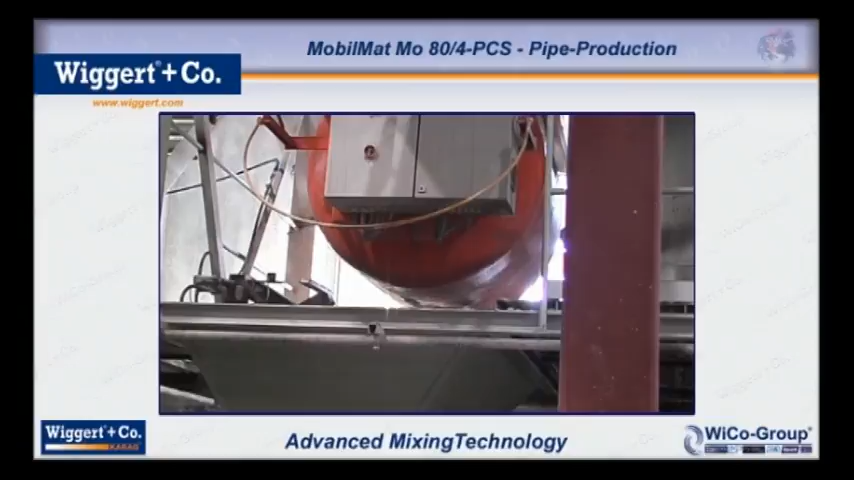 MobilMat Mo 80/4-PCS - Pipe-Production
Wiggert® + Co.
www.wiggert.com
Wiggert® + Co.
KARAG
Advanced MixingTechnology
WiCo-Group®